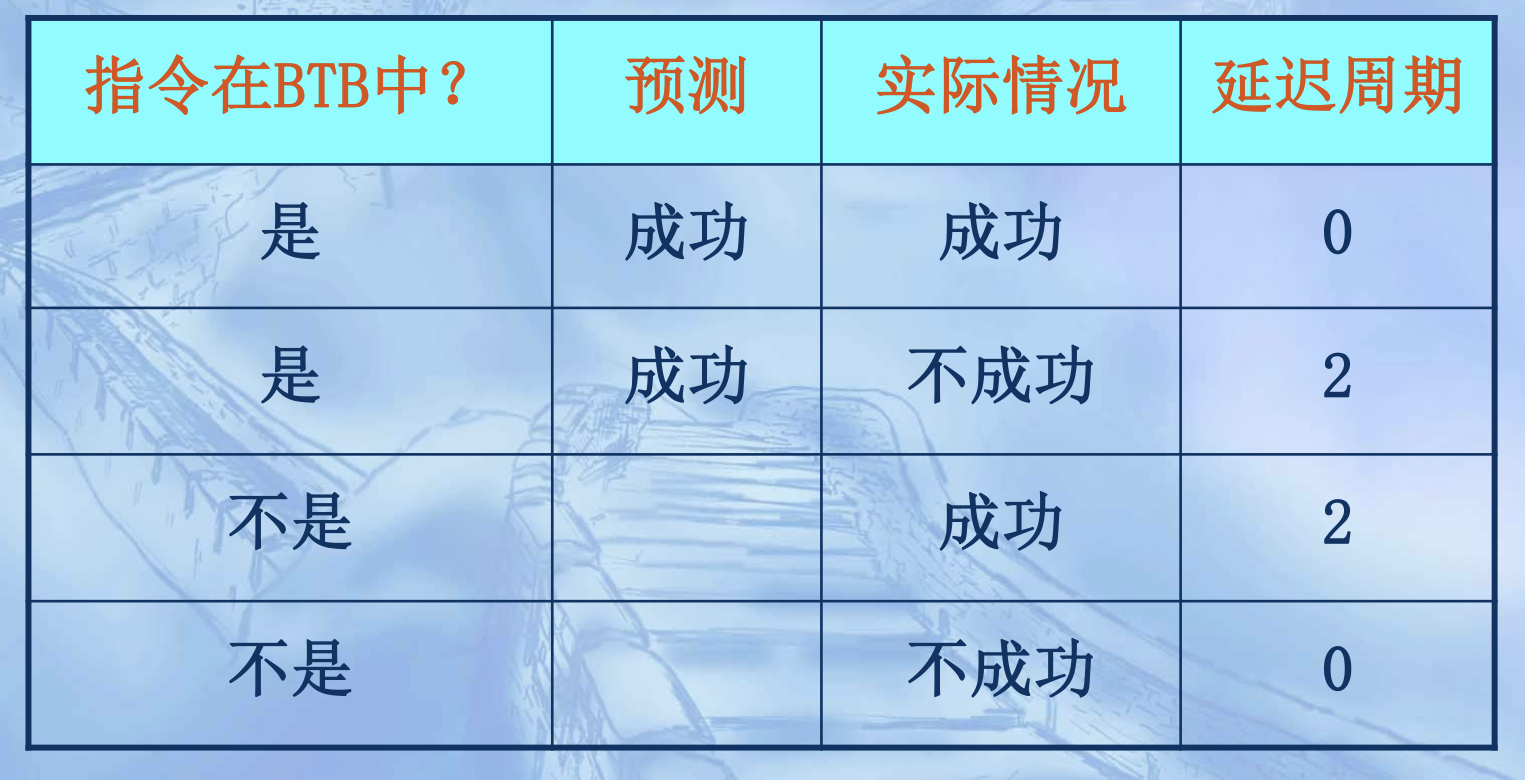 指令在BTB中? 预测 实际情况 延迟周期
是 成功 成功 0
是 成功 不成功 2
不是 成功 2
不是 不成功 0